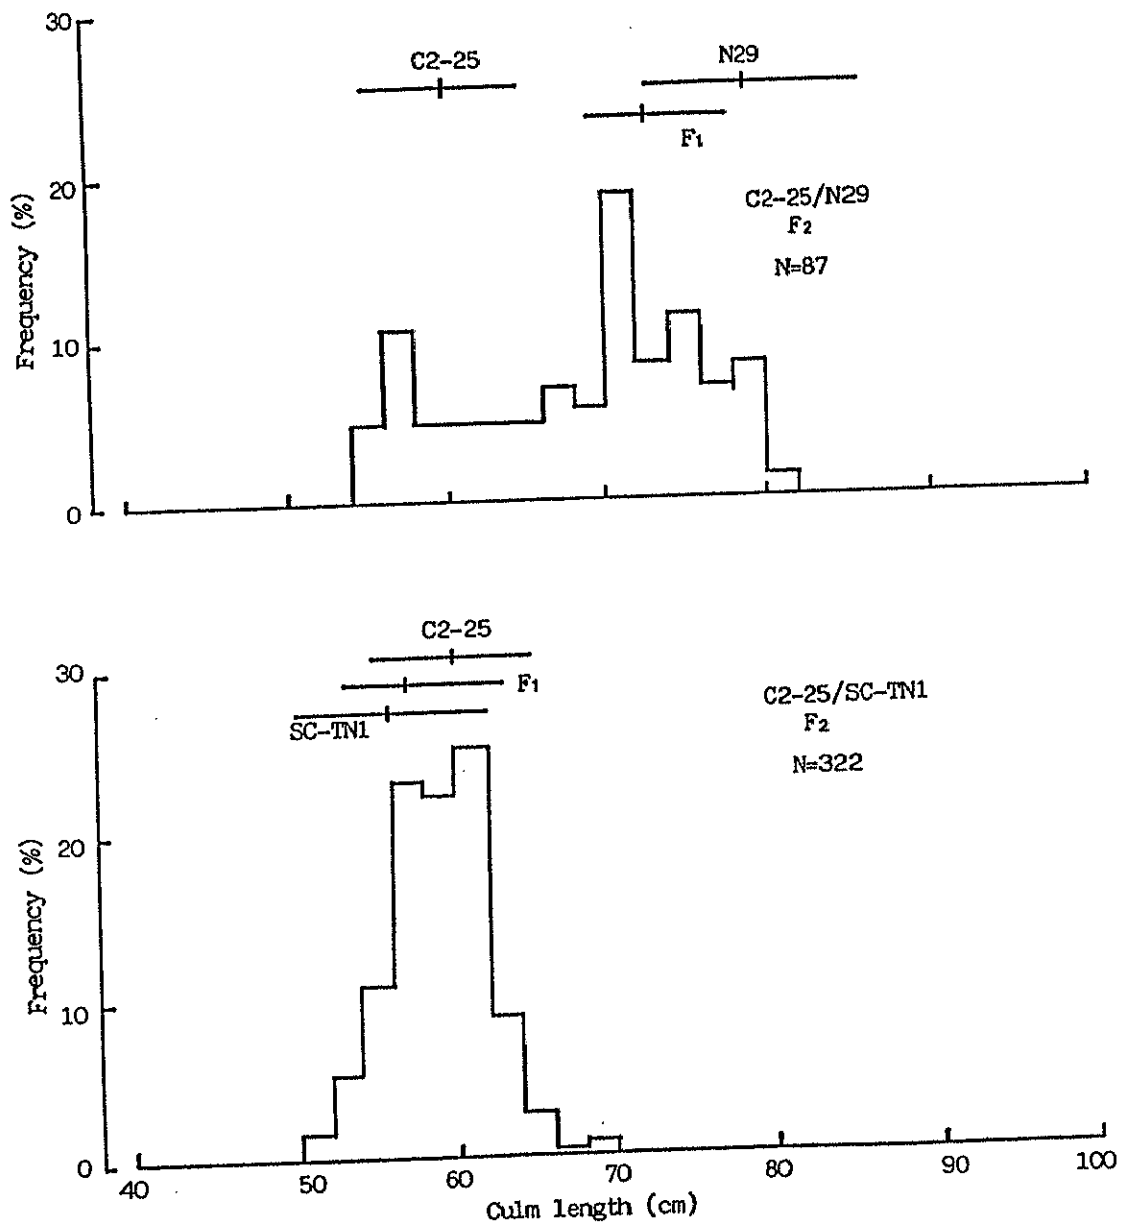 30
C2-25
N29
F1
20
C2-25/N29
F2
N=87
Frequency (%)
10
0
C2-25
30
F1
C2-25/SC-TN1
SC-TN1
F2
N=322
20
Frequency (%)
10
0
40
50
60
70
80
90
100
Culm length (cm)